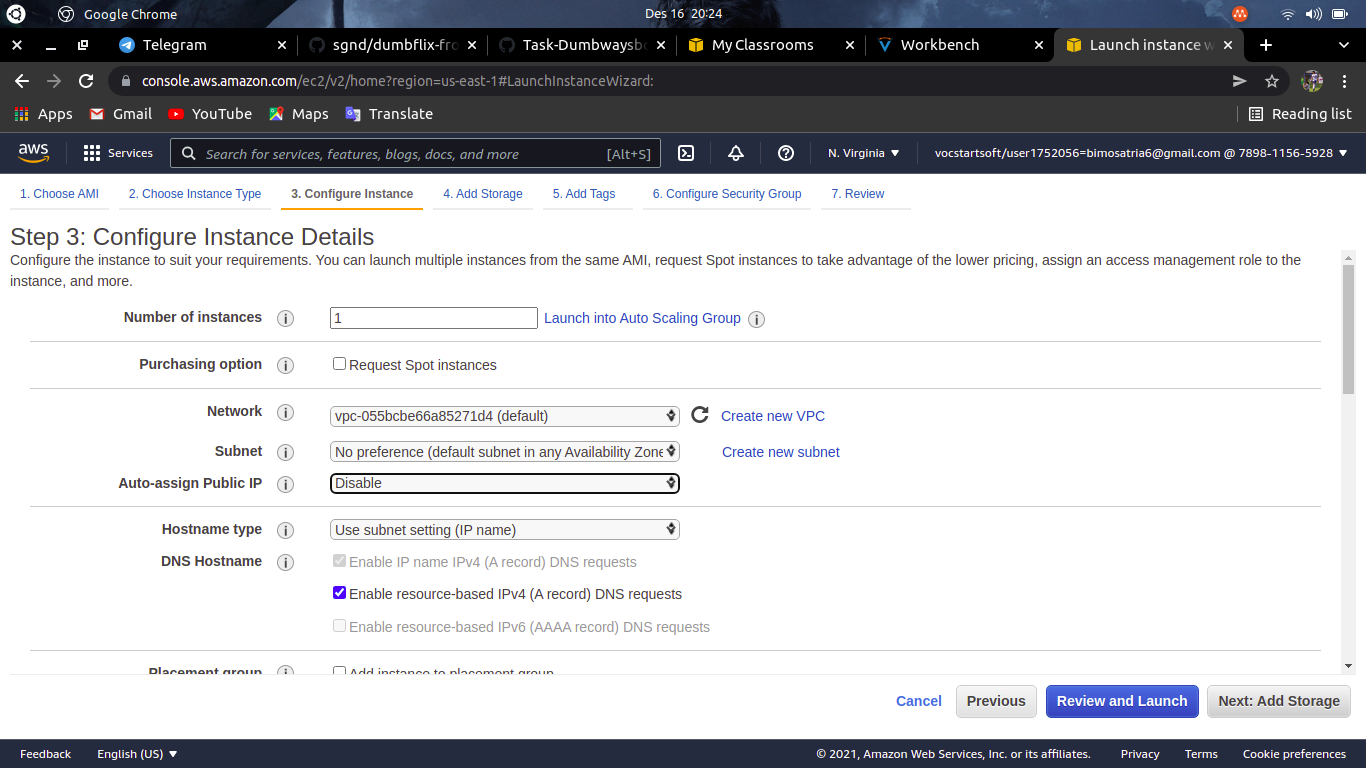 Google Chrome
Des 16 20:24
Telegram
sgnd/dumbflix-fro
Task-Dumbwaysbo
My Classrooms
Workbench
Launch instance w
console.aws.amazon.com/ec2/v2/home?region=us-east-1#LaunchInstanceWizard:
Apps
Gmail
YouTube
Maps
Translate
Reading list
aws
Services
Search for services, features, blogs, docs, and more
[Alt+S]
N. Virginia
vocstartsoft/user1752056=bimosatria6@gmail.com @ 7898-1156-5928
1. Choose AMI
2. Choose Instance Type
3. Configure Instance
4. Add Storage
5. Add Tags
6. Configure Security Group
7. Review
Step 3: Configure Instance Details
Configure the instance to suit your requirements. You can launch multiple instances from the same AMI, request Spot instances to take advantage of the lower pricing, assign an access management role to the
instance, and more.
Number of instances
1
Launch into Auto Scaling Group
Purchasing option
Request Spot instances
Network
vpc-055bcbe66a85271d4 (default)
Create new VPC
Subnet
No preference (default subnet in any Availability Zone
Create new subnet
Auto-assign Public IP
Disable
Hostname type
Use subnet setting (IP name)
DNS Hostname
Enable IP name IPv4 (A record) DNS requests
Enable resource-based IPv4 (A record) DNS requests
Enable resource-based IPv6 (AAAA record) DNS requests
Placement group
Add instance to placement group
Cancel
Previous
Review and Launch
Next: Add Storage
Feedback
English (US)
© 2021, Amazon Web Services, Inc. or its affiliates.
Privacy
Terms
Cookie preferences